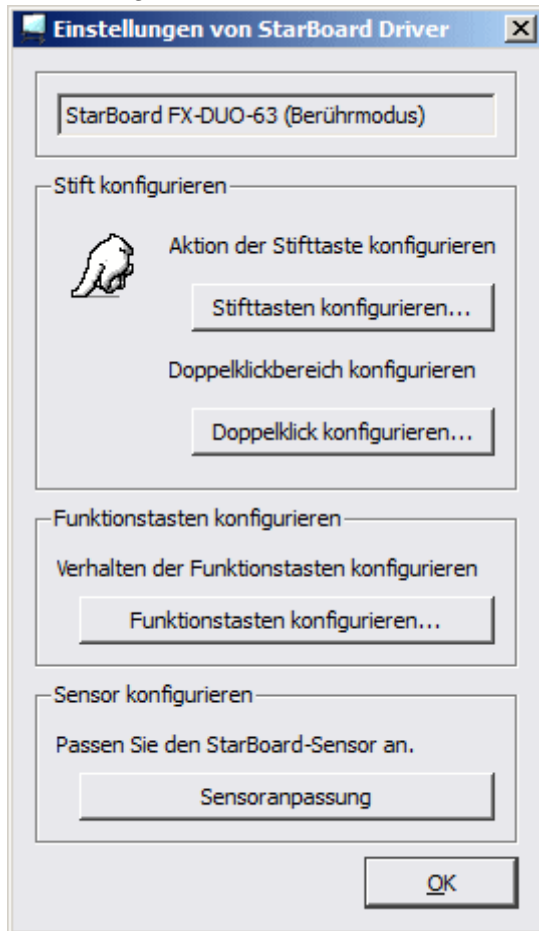 Einstellungen von StarBoard Driver
StarBoard FX-DUO-63 (Berührmodus)
Stift konfigurieren
Aktion der Stifttaste konfigurieren
Stifttasten konfigurieren...
Doppelklickbereich konfigurieren
Doppelklick konfigurieren...
Funktionstasten konfigurieren
Verhalten der Funktionstasten konfigurieren
Funktionstasten konfigurieren...
Sensor konfigurieren
Passen Sie den StarBoard-Sensor an.
Sensoranpassung
OK